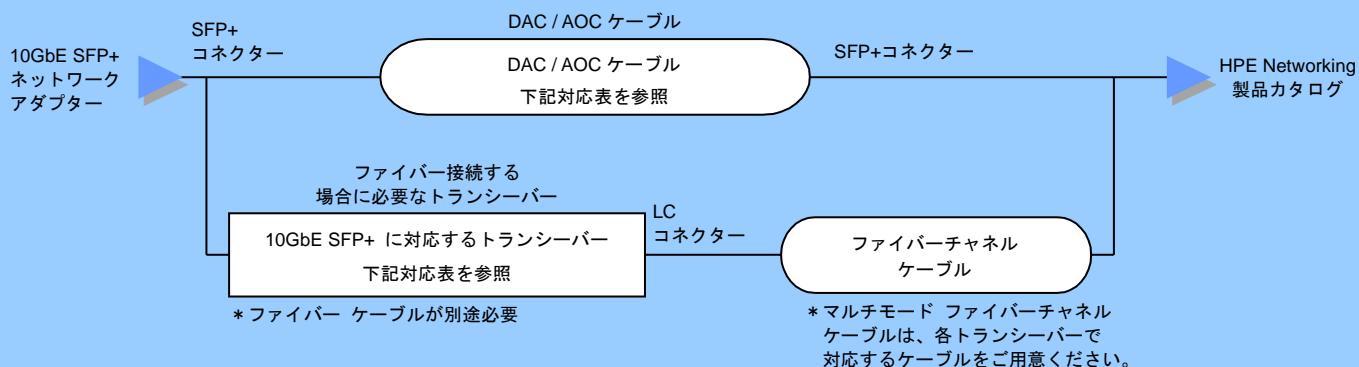 10GbE SFP+
ネットワーク
アダプター
SFP+
コネクター
DAC / AOC ケーブル
DAC / AOC ケーブル
下記対応表を参照
SFP+コネクター
HPE Networking
製品カタログ
ファイバー接続する
場合に必要なトランシーバー
10GbE SFP+ に対応するトランシーバー
下記対応表を参照
＊ファイバー ケーブルが別途必要
LC
コネクター
ファイバーチャネル
ケーブル
＊マルチモード ファイバーチャネル
ケーブルは、各トランシーバーで
対応するケーブルをご用意ください。